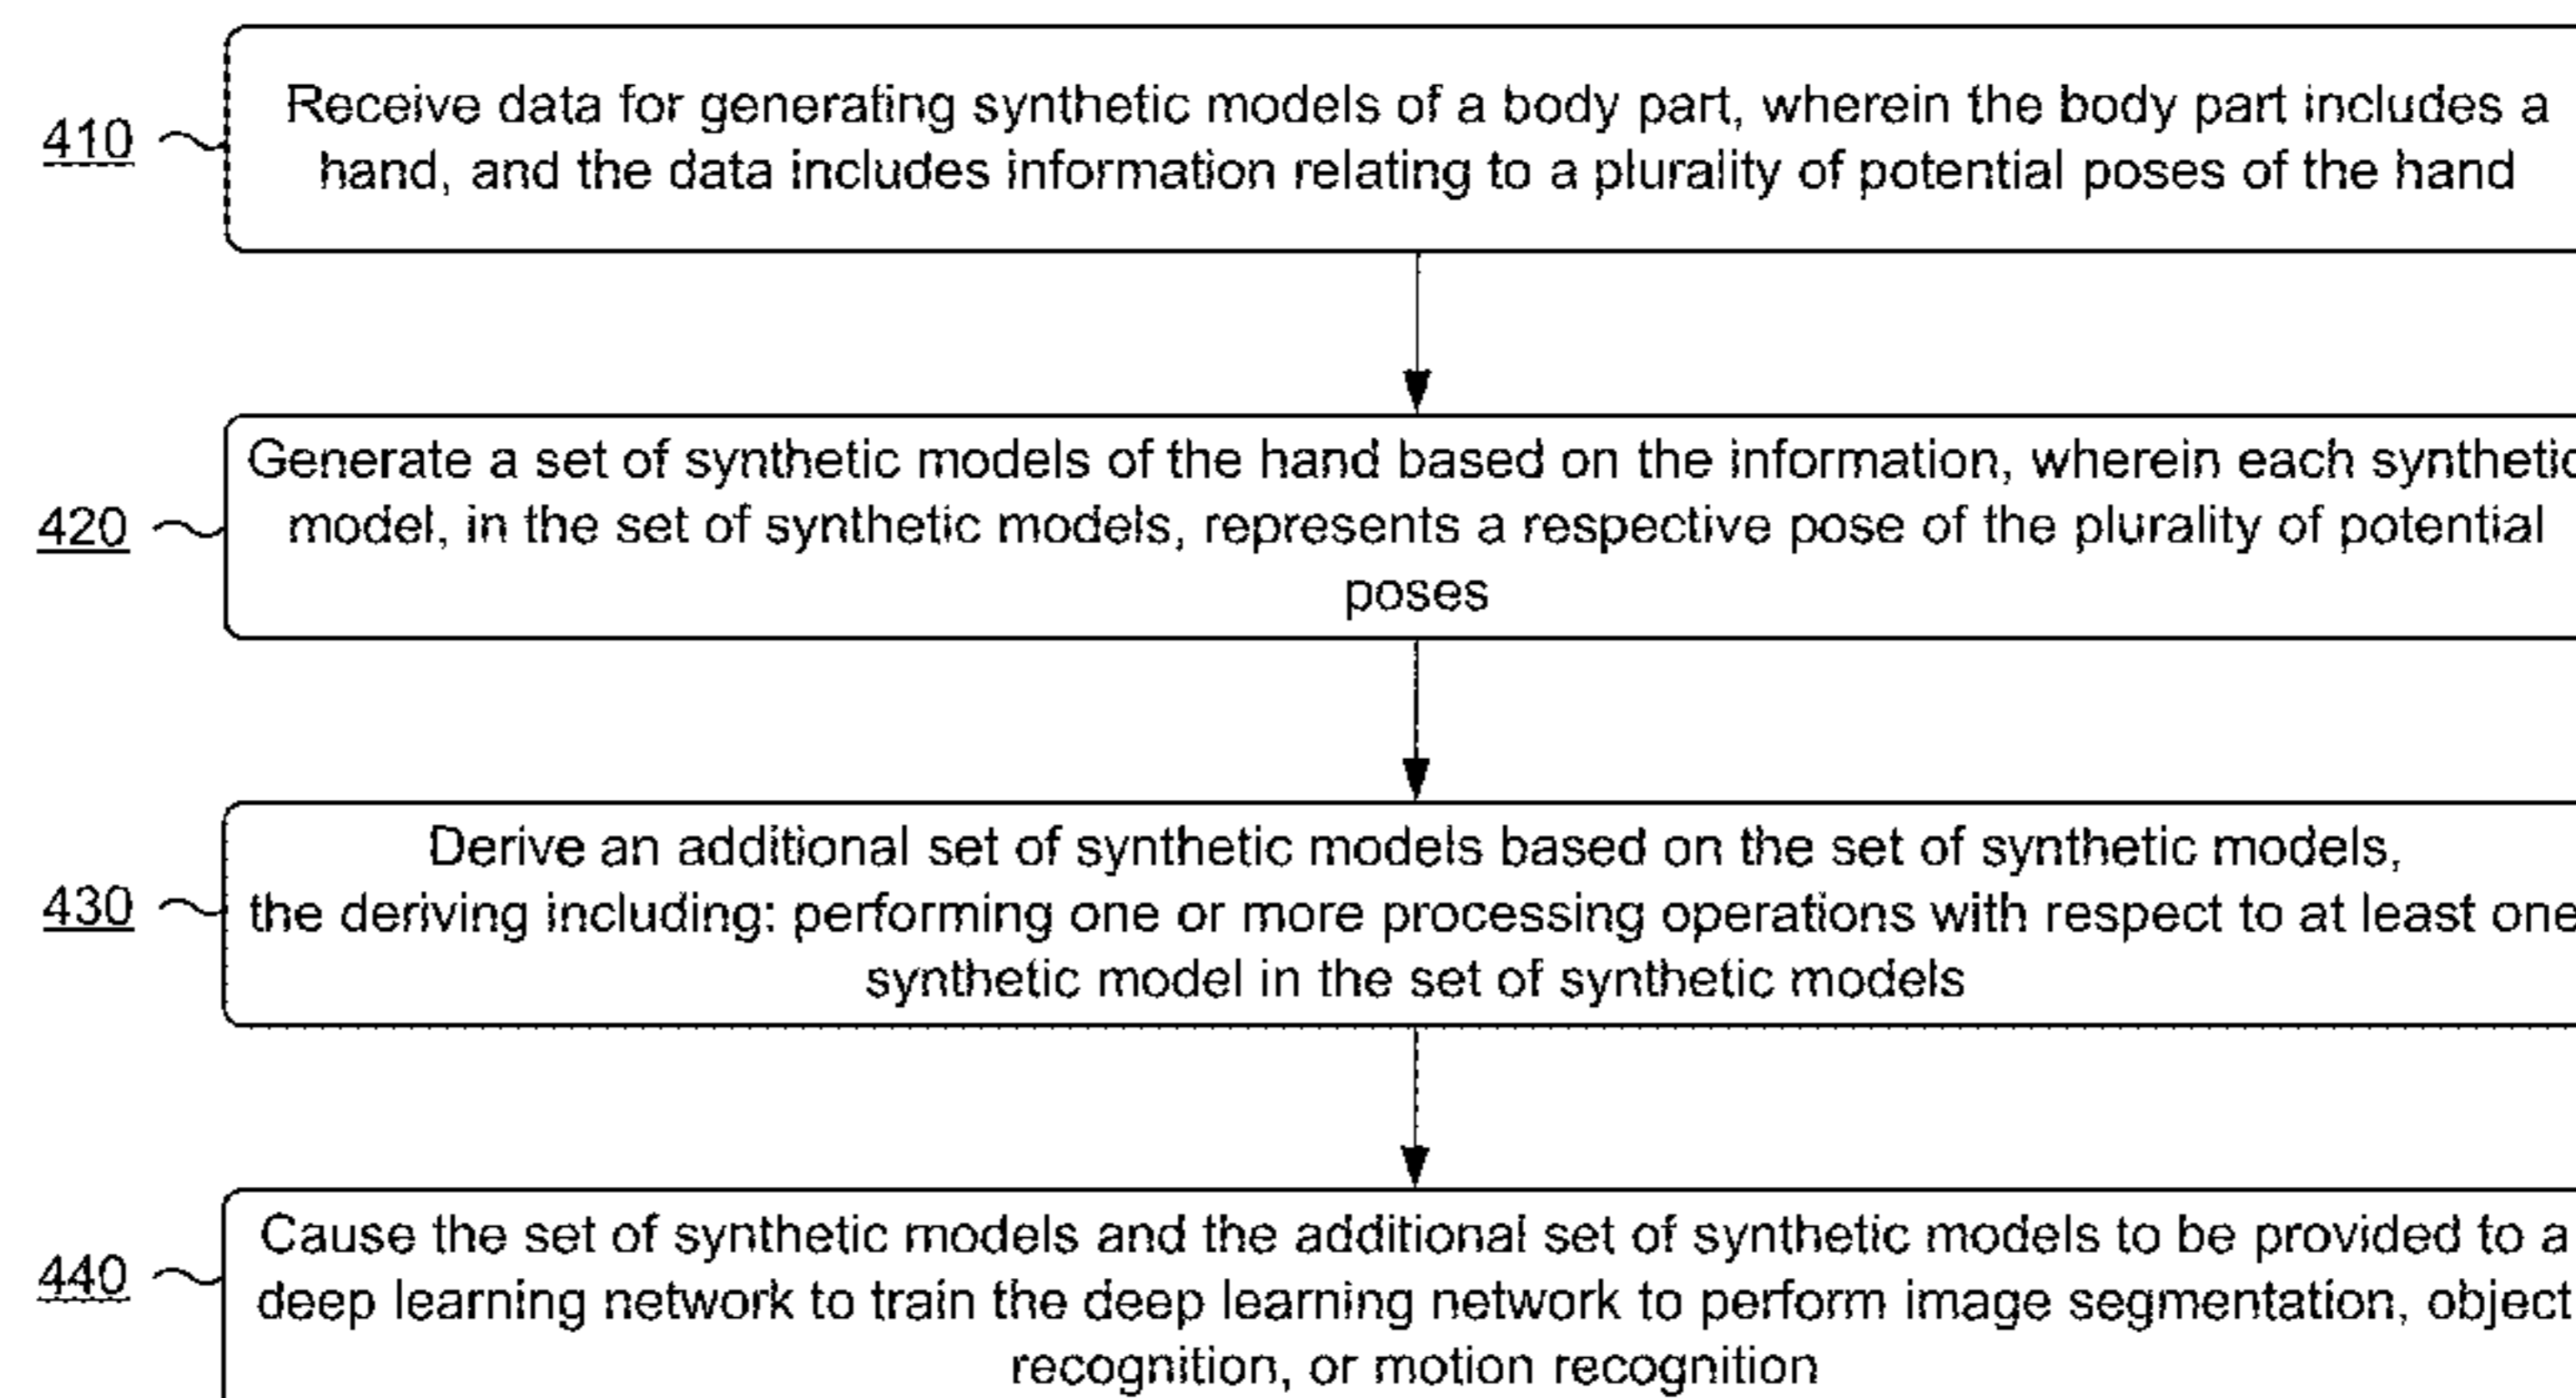 410
Receive data for generating synthetic models of a body part, wherein the body part includes a
hand, and the data includes information relating to a plurality of potential poses of the hand
420
Generate a set of synthetic models of the hand based on the information, wherein each synthetic
model, in the set of synthetic models, represents a respective pose of the plurality of potential
poses
430
Derive an additional set of synthetic models based on the set of synthetic models,
the deriving including: performing one or more processing operations with respect to at least one
synthetic model in the set of synthetic models
440
Cause the set of synthetic models and the additional set of synthetic models to be provided to a
deep learning network to train the deep learning network to perform image segmentation, object
recognition, or motion recognition